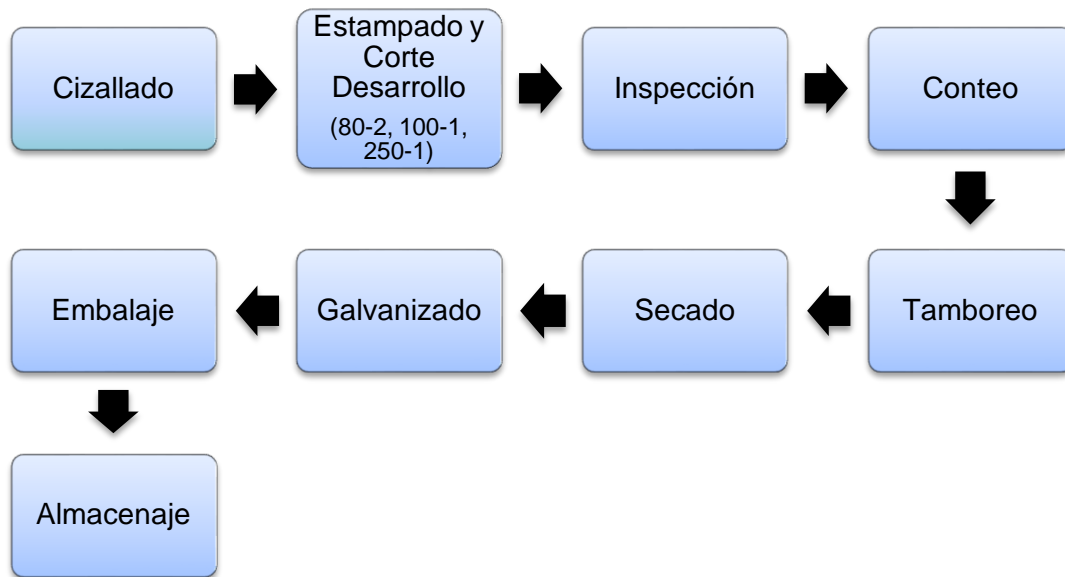 Cizallado
Estampado y
Corte
Desarrollo
(80-2, 100-1,
250-1)
Inspección
Conteo
Tamboreo
Secado
Galvanizado
Embalaje
Almacenaje